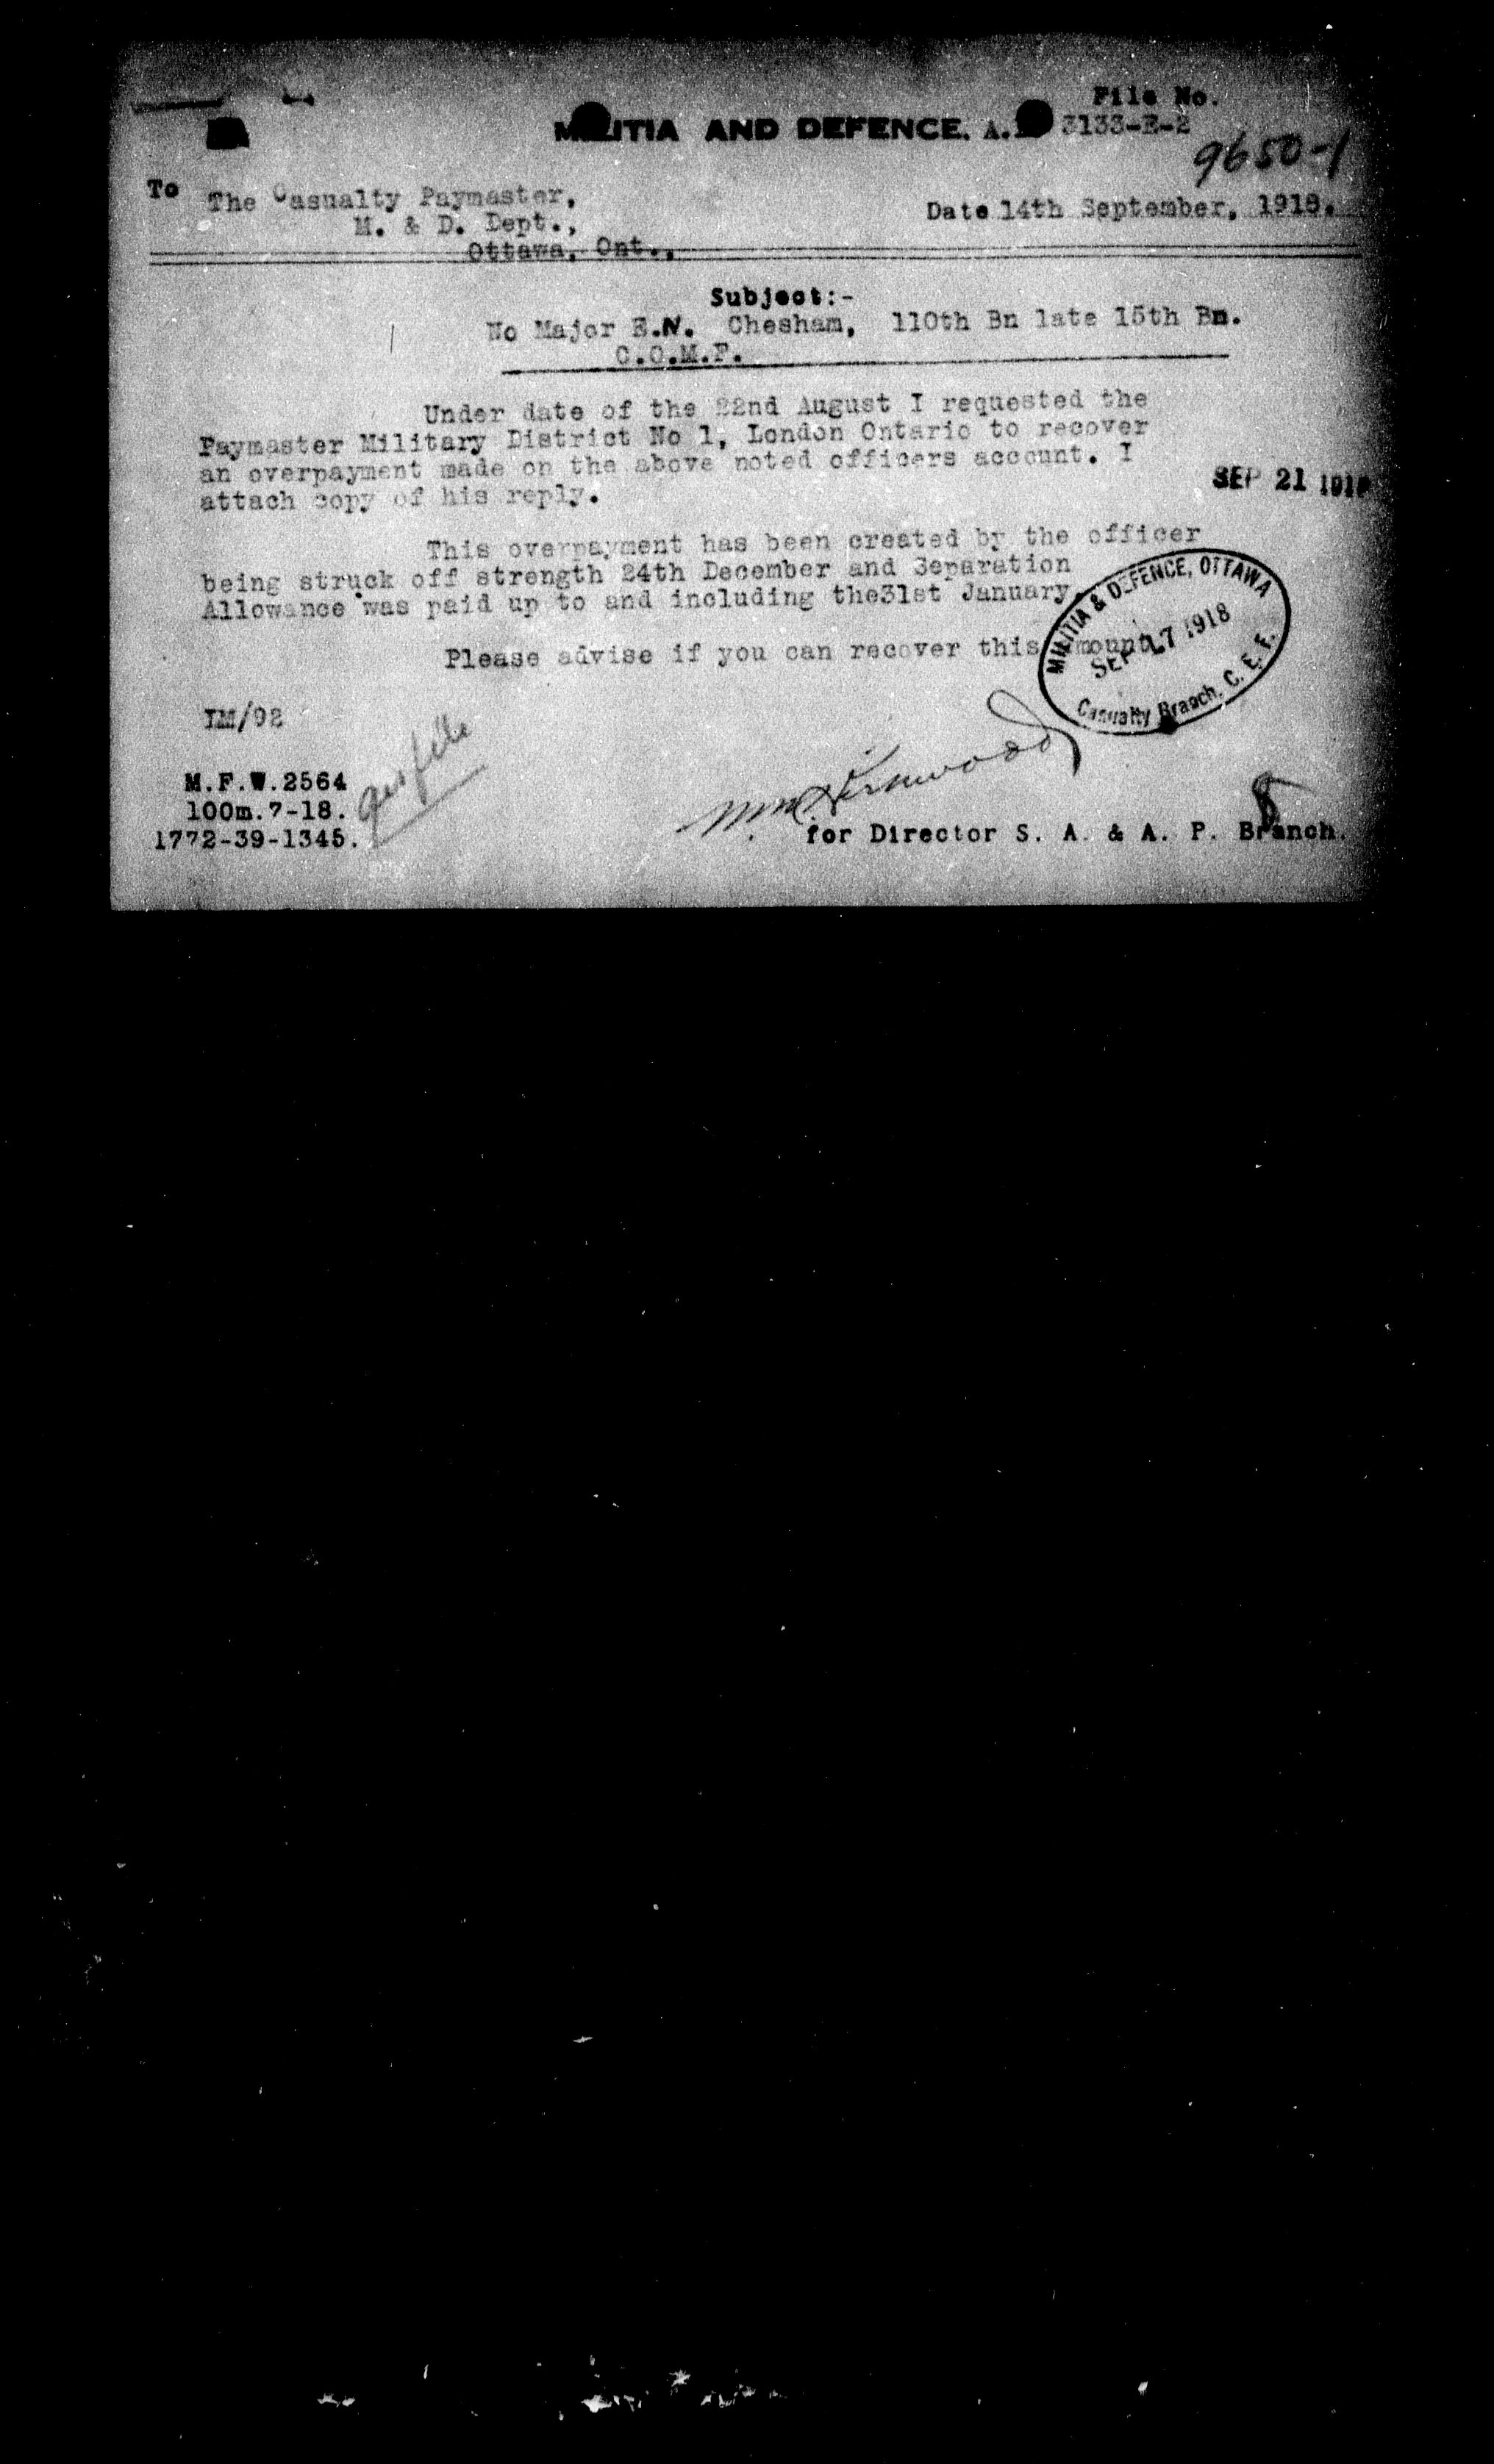 File No.
MILITIA AND DEFENCE. A. 3133-E-2
9650-1
To The Casualty Paymaster,
M. & D. Dept.,
Date 14th September, 1918.
Ottawa, Ont.,
Subject:-
No Major E.N. Chesham, 110th Bn late 15th Bn.
C.O.M.F.
Under date of the 22nd August I requested the
Paymaster Military District No 1, London Ontario to recover
an overpayment made on the above noted officers account. I
attach copy of his reply.
SEP 21 1918
This overpayment has been created by the officer
being struck off strength 24th December and Separation
Allowance was paid up to and including the31st January
Please advise if you can recover this amount.
MILITIA & DEFENCE, OTTAWA
SEP 17 1918
Casualty Branch, C. E. F.
IM/92
M.F.W.2564
100m.7-18.
1772-39-1345.
for Director S. A. & A. P. Branch.